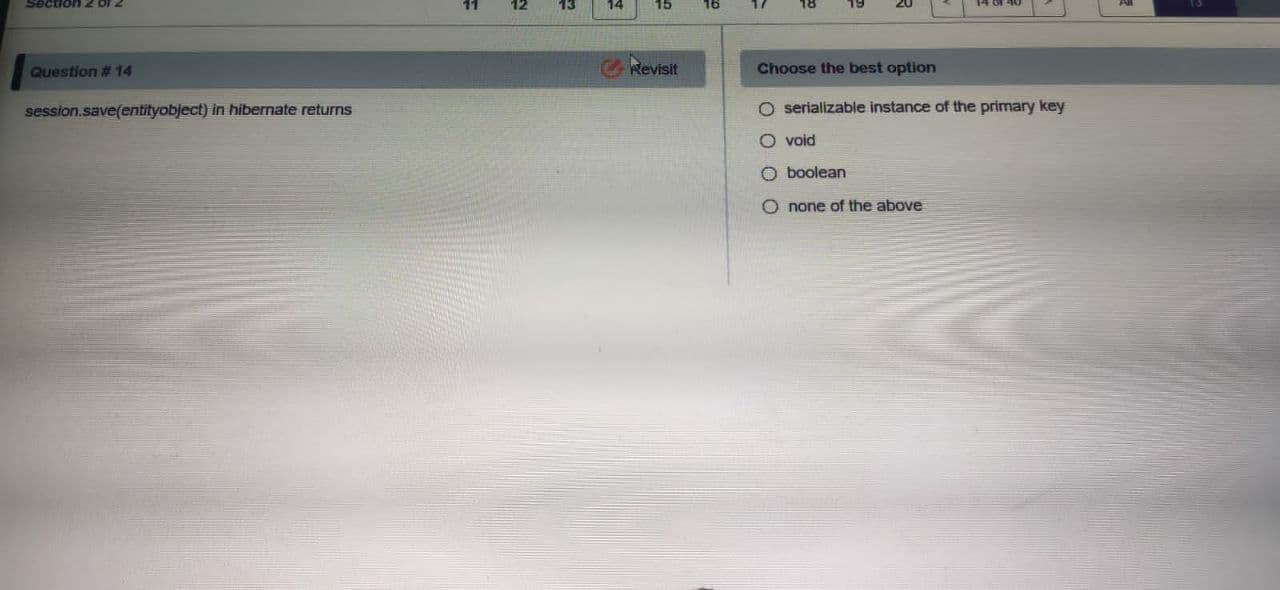 Section 2 of 2
11 12 13 14 15 16 17 18 19 20 < 14 of 40 > All 13
Question # 14
Revisit
Choose the best option
session.save(entityobject) in hibernate returns
serializable instance of the primary key
void
boolean
none of the above